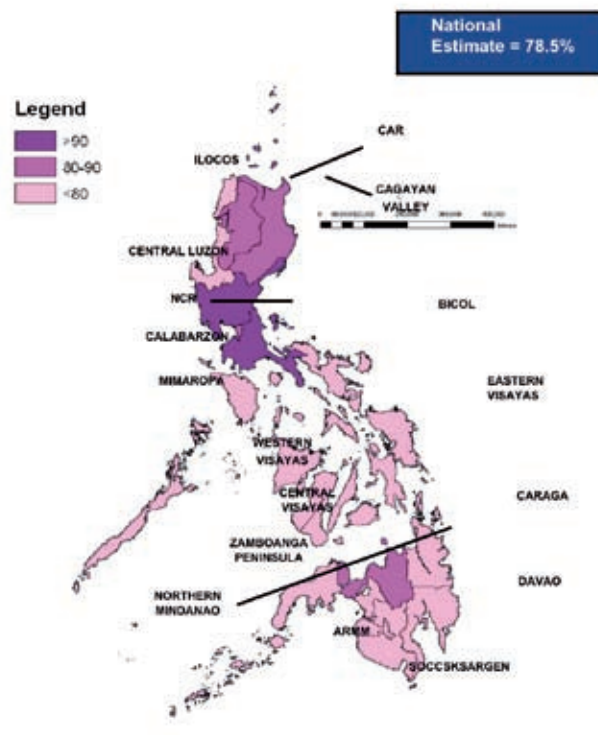 National
Estimate = 78.5%
Legend
>90
80-90
<80
CAR
ILOCOS
CAGAYAN
VALLEY
CENTRAL LUZON
NCR
BICOL
CALABARZON
MIMAROPA
EASTERN
VISAYAS
WESTERN
VISAYAS
CENTRAL
VISAYAS
CARAGA
ZAMBOANGA
PENINSULA
DAVAO
NORTHERN
MINDANAO
ARMM
SOCCSKSARGEN